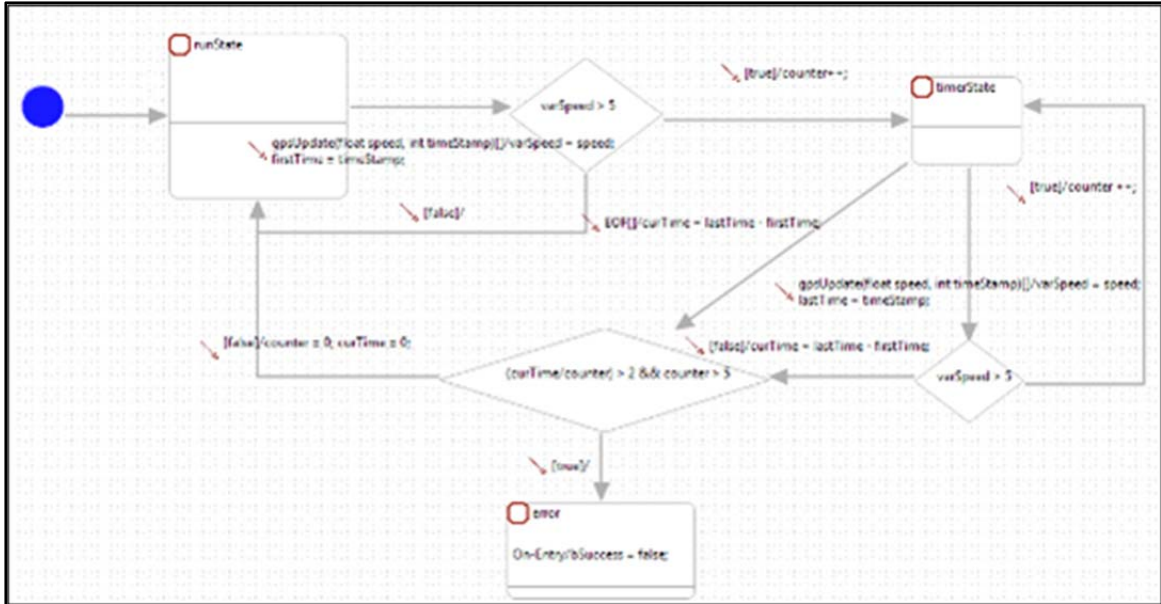 runState
[true]/counter++;
timerState
varSpeed > 5
gpsUpdate(float speed, int timeStamp)[]/varSpeed = speed;
firstTime = timeStamp;
[true]/counter ++;
[false]/
EOF[]/curTime = lastTime - firstTime;
gpsUpdate(float speed, int timeStamp)[]/varSpeed = speed;
lastTime = timeStamp;
[false]/counter = 0; curTime = 0;
[false]/curTime = lastTime - firstTime;
(curTime/counter) > 2 && counter > 5
varSpeed > 5
[true]/
error
On-Entry/bSuccess = false;